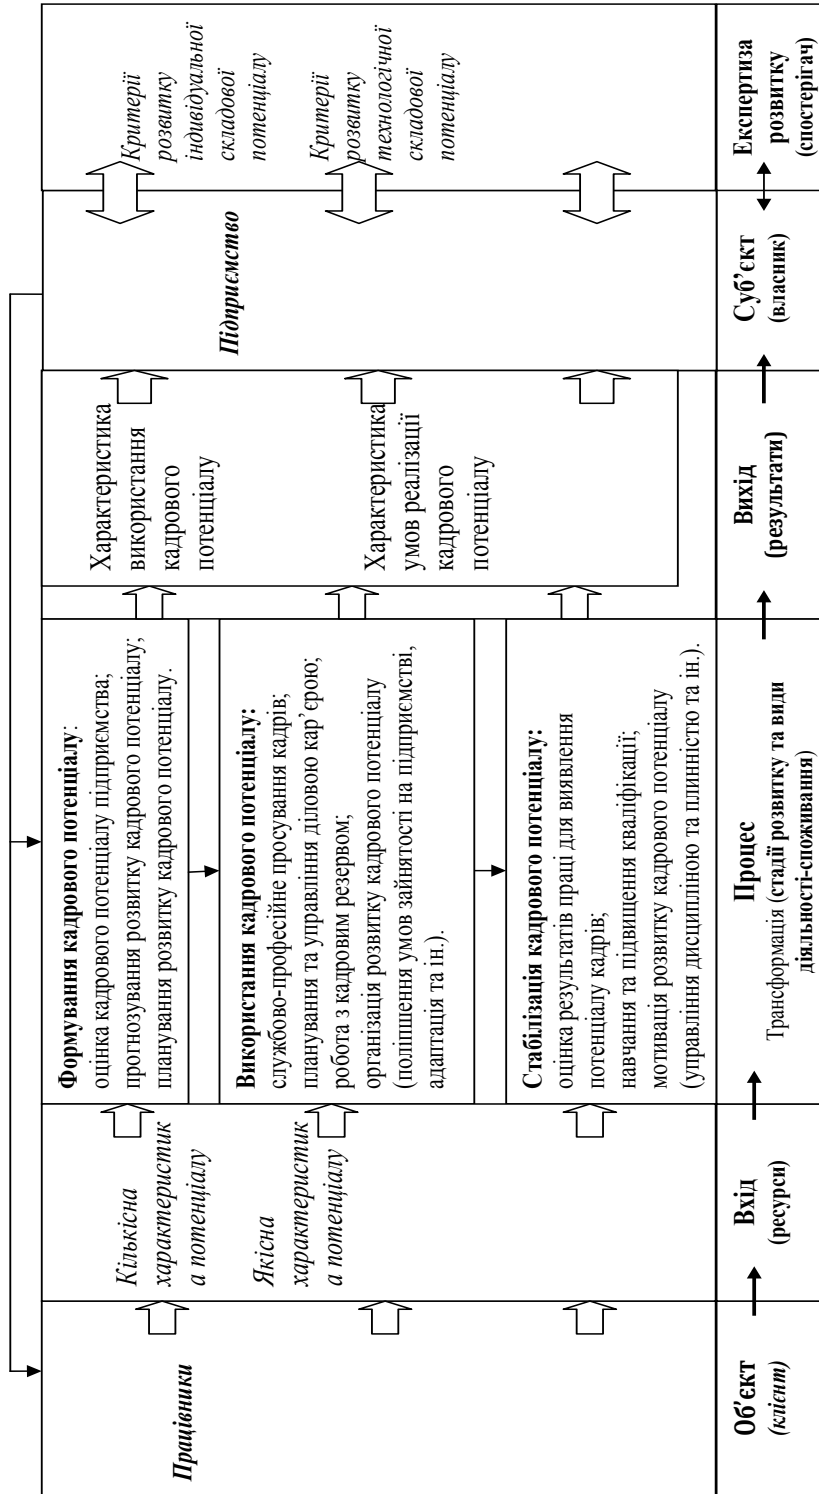 Працівники
Кількісна
характеристик
а потенціалу
Якісна
характеристик
а потенціалу
Формування кадрового потенціалу:
оцінка кадрового потенціалу підприємства;
прогнозування розвитку кадрового потенціалу;
планування розвитку кадрового потенціалу.
Використання кадрового потенціалу:
службово-професійне просування кадрів;
планування та управління діловою кар’єрою;
робота з кадровим резервом;
організація розвитку кадрового потенціалу
(поліпшення умов зайнятості на підприємстві,
адаптація та ін.).
Стабілізація кадрового потенціалу:
оцінка результатів праці для виявлення
потенціалу кадрів;
навчання та підвищення кваліфікації;
мотивація розвитку кадрового потенціалу
(управління дисципліною та плинністю та ін.).
Характеристика
використання
кадрового
потенціалу
Характеристика
умов реалізації
кадрового
потенціалу
Підприємство
Критерії
розвитку
індивідуальної
складової
потенціалу
Критерії
розвитку
технологічної
складової
потенціалу
Об’єкт
(клієнт)
Вхід
(ресурси)
Процес
Трансформація (стадії розвитку та види
діяльності-споживання)
Вихід
(результати)
Суб’єкт
(власник)
Експертиза
розвитку
(спостерігач)